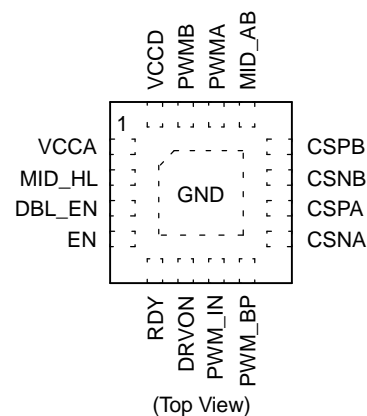 VCCD
PWMB
PWMA
MID_AB
1
VCCA
MID_HL
DBL_EN
EN
GND
CSPB
CSNB
CSPA
CSNA
RDY
DRVON
PWM_IN
PWM_BP
(Top View)